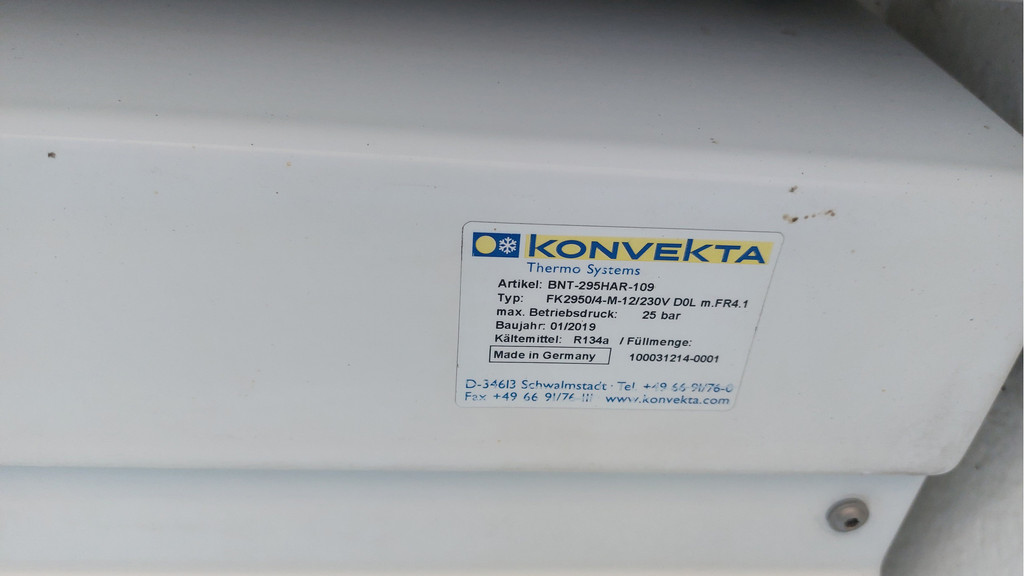 KONVEKTA
Thermo Systems
Artikel: BNT-295HAR-109
Typ: FK2950/4-M-12/230V D0L m.FR4.1
max. Betriebsdruck: 25 bar
Baujahr: 01/2019
Kältemittel: R134a / Füllmenge:
Made in Germany 100031214-0001
D-34613 Schwalmstadt · Tel. +49 66 91/76-0
Fax +49 66 91/76-111 www.konvekta.com